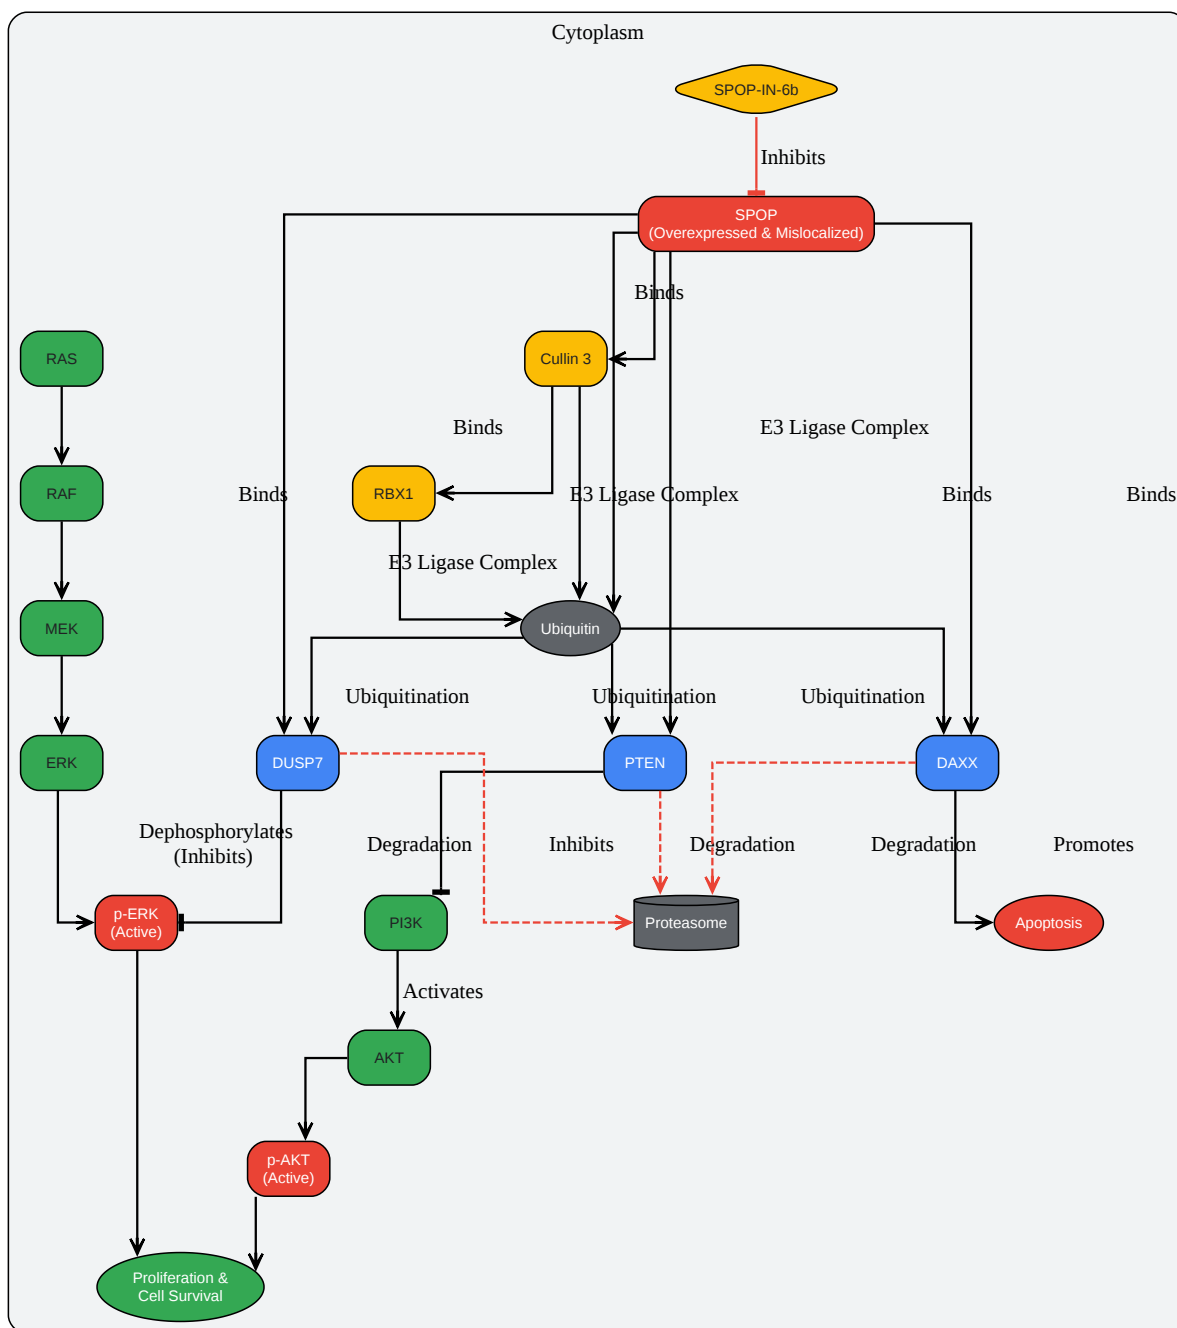 Cytoplasm
SPOP-IN-6b
Inhibits
SPOP
(Overexpressed & Mislocalized)
Binds
RAS
Cullin 3
Binds
E3 Ligase Complex
RAF
Binds
RBX1
E3 Ligase Complex
Binds
Binds
E3 Ligase Complex
MEK
Ubiquitin
Ubiquitination
Ubiquitination
Ubiquitination
ERK
DUSP7
PTEN
DAXX
Dephosphorylates
(Inhibits)
Degradation
Inhibits
Degradation
Degradation
Promotes
p-ERK
(Active)
PI3K
Proteasome
Apoptosis
Activates
AKT
p-AKT
(Active)
Proliferation &
Cell Survival